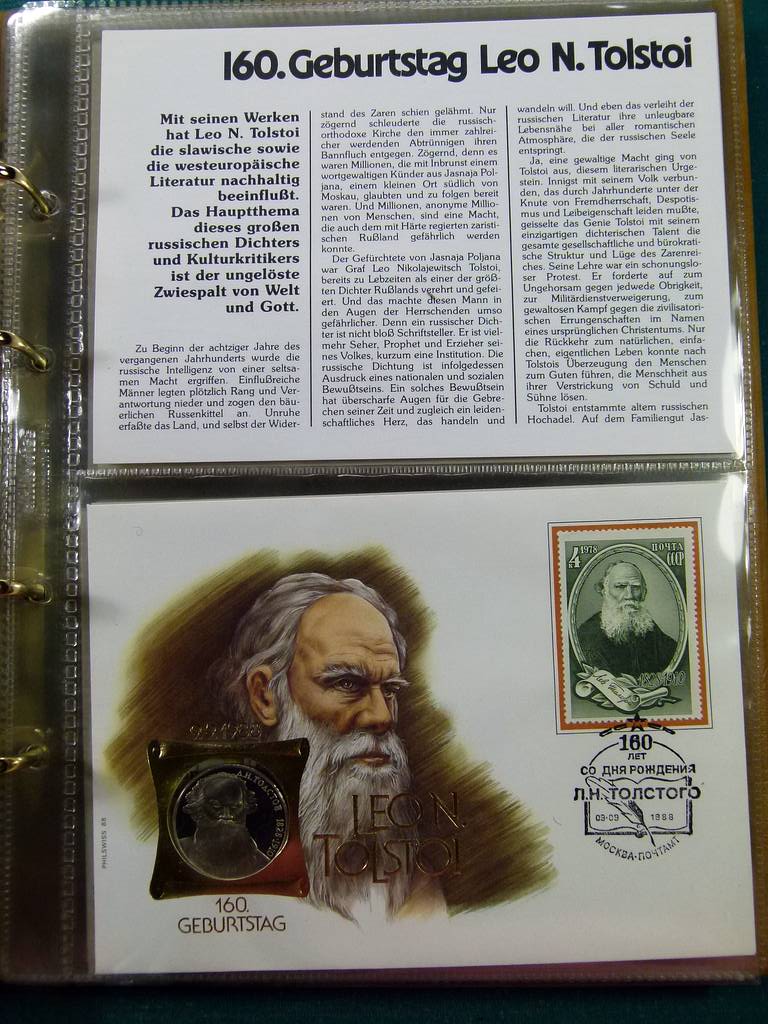 160. Geburtstag Leo N. Tolstoi
Mit seinen Werken
hat Leo N. Tolstoi
die slawische sowie
die westeuropäische
Literatur nachhaltig
beeinflußt.
Das Hauptthema
dieses großen
russischen Dichters
und Kulturkritikers
ist der ungelöste
Zwiespalt von Welt
und Gott.
Zu Beginn der achtziger Jahre des
vergangenen Jahrhunderts wurde die
russische Intelligenz von einer seltsa-
men Macht ergriffen. Einflußreiche
Männer legten plötzlich Rang und Ver-
antwortung nieder und zogen den bäu-
erlichen Russenkittel an. Unruhe
erfaßte das Land, und selbst der Wider-
stand des Zaren schien gelähmt. Nur
zögernd schleuderte die russisch-
orthodoxe Kirche den immer zahlrei-
cher werdenden Abtrünnigen ihren
Bannfluch entgegen. Zögernd, denn es
waren Millionen, die mit Inbrunst einem
wortgewaltigen Künder aus Jasnaja Pol-
jana, einem kleinen Ort südlich von
Moskau, glaubten und zu folgen bereit
waren. Und Millionen, anonyme Millio-
nen von Menschen, sind eine Macht,
die auch dem mit Härte regierten zaristi-
schen Rußland gefährlich werden
konnte.
Der Gefürchtete von Jasnaja Poljana
war Graf Leo Nikolajewitsch Tolstoi,
bereits zu Lebzeiten als einer der größ-
ten Dichter Rußlands verehrt und gefei-
ert. Und das machte diesen Mann in
den Augen der Herrschenden umso
gefährlicher. Denn ein russischer Dich-
ter ist nicht bloß Schriftsteller. Er ist viel-
mehr Seher, Prophet und Erzieher sei-
nes Volkes, kurzum eine Institution. Die
russische Dichtung ist infolgedessen
Ausdruck eines nationalen und sozialen
Bewußtseins. Ein solches Bewußtsein
hat überscharfe Augen für die Gebre-
chen seiner Zeit und zugleich ein leiden-
schaftliches Herz, das handeln und
wandeln will. Und eben das verleiht der
russischen Literatur ihre unleugbare
Lebensnähe bei aller romantischen
Atmosphäre, die der russischen Seele
entspringt.
Ja, eine gewaltige Macht ging von
Tolstoi aus, diesem literarischen Urge-
stein. Innigst mit seinem Volk verbun-
den, das durch Jahrhunderte unter der
Knute von Fremdherrschaft, Despotis-
mus und Leibeigenschaft leiden mußte,
geisselte das Genie Tolstoi mit seinem
einzigartigen dichterischen Talent die
gesamte gesellschaftliche und bürokrati-
sche Struktur und Lüge des Zarenrei-
ches. Seine Lehre war ein schonungslo-
ser Protest. Er forderte auf zum
Ungehorsam gegen jedwede Obrigkeit,
zur Militärdienstverweigerung, zum
gewaltosen Kampf gegen die zivilisatori-
schen Errungenschaften im Namen
eines ursprünglichen Christentums. Nur
die Rückkehr zum natürlichen, einfa-
chen, eigentlichen Leben konnte nach
Tolstois Überzeugung den Menschen
zum Guten führen, die Menschheit aus
ihrer Verstrickung von Schuld und
Sühne lösen.
Tolstoi entstammte altem russischen
Hochadel. Auf dem Familiengut Jas-
4 К 1978 ПОЧТА
СССР
1828 1910
160
ЛЕТ
СО ДНЯ РОЖДЕНИЯ
Л.Н. ТОЛСТОГО
09·09 1988
МОСКВА-ПОЧТАМТ
9.9.1988
Л.Н.ТОЛСТОЙ 1828-1910
LEO N.
TOLSTOI
160.
GEBURTSTAG
PHILSWISS 88